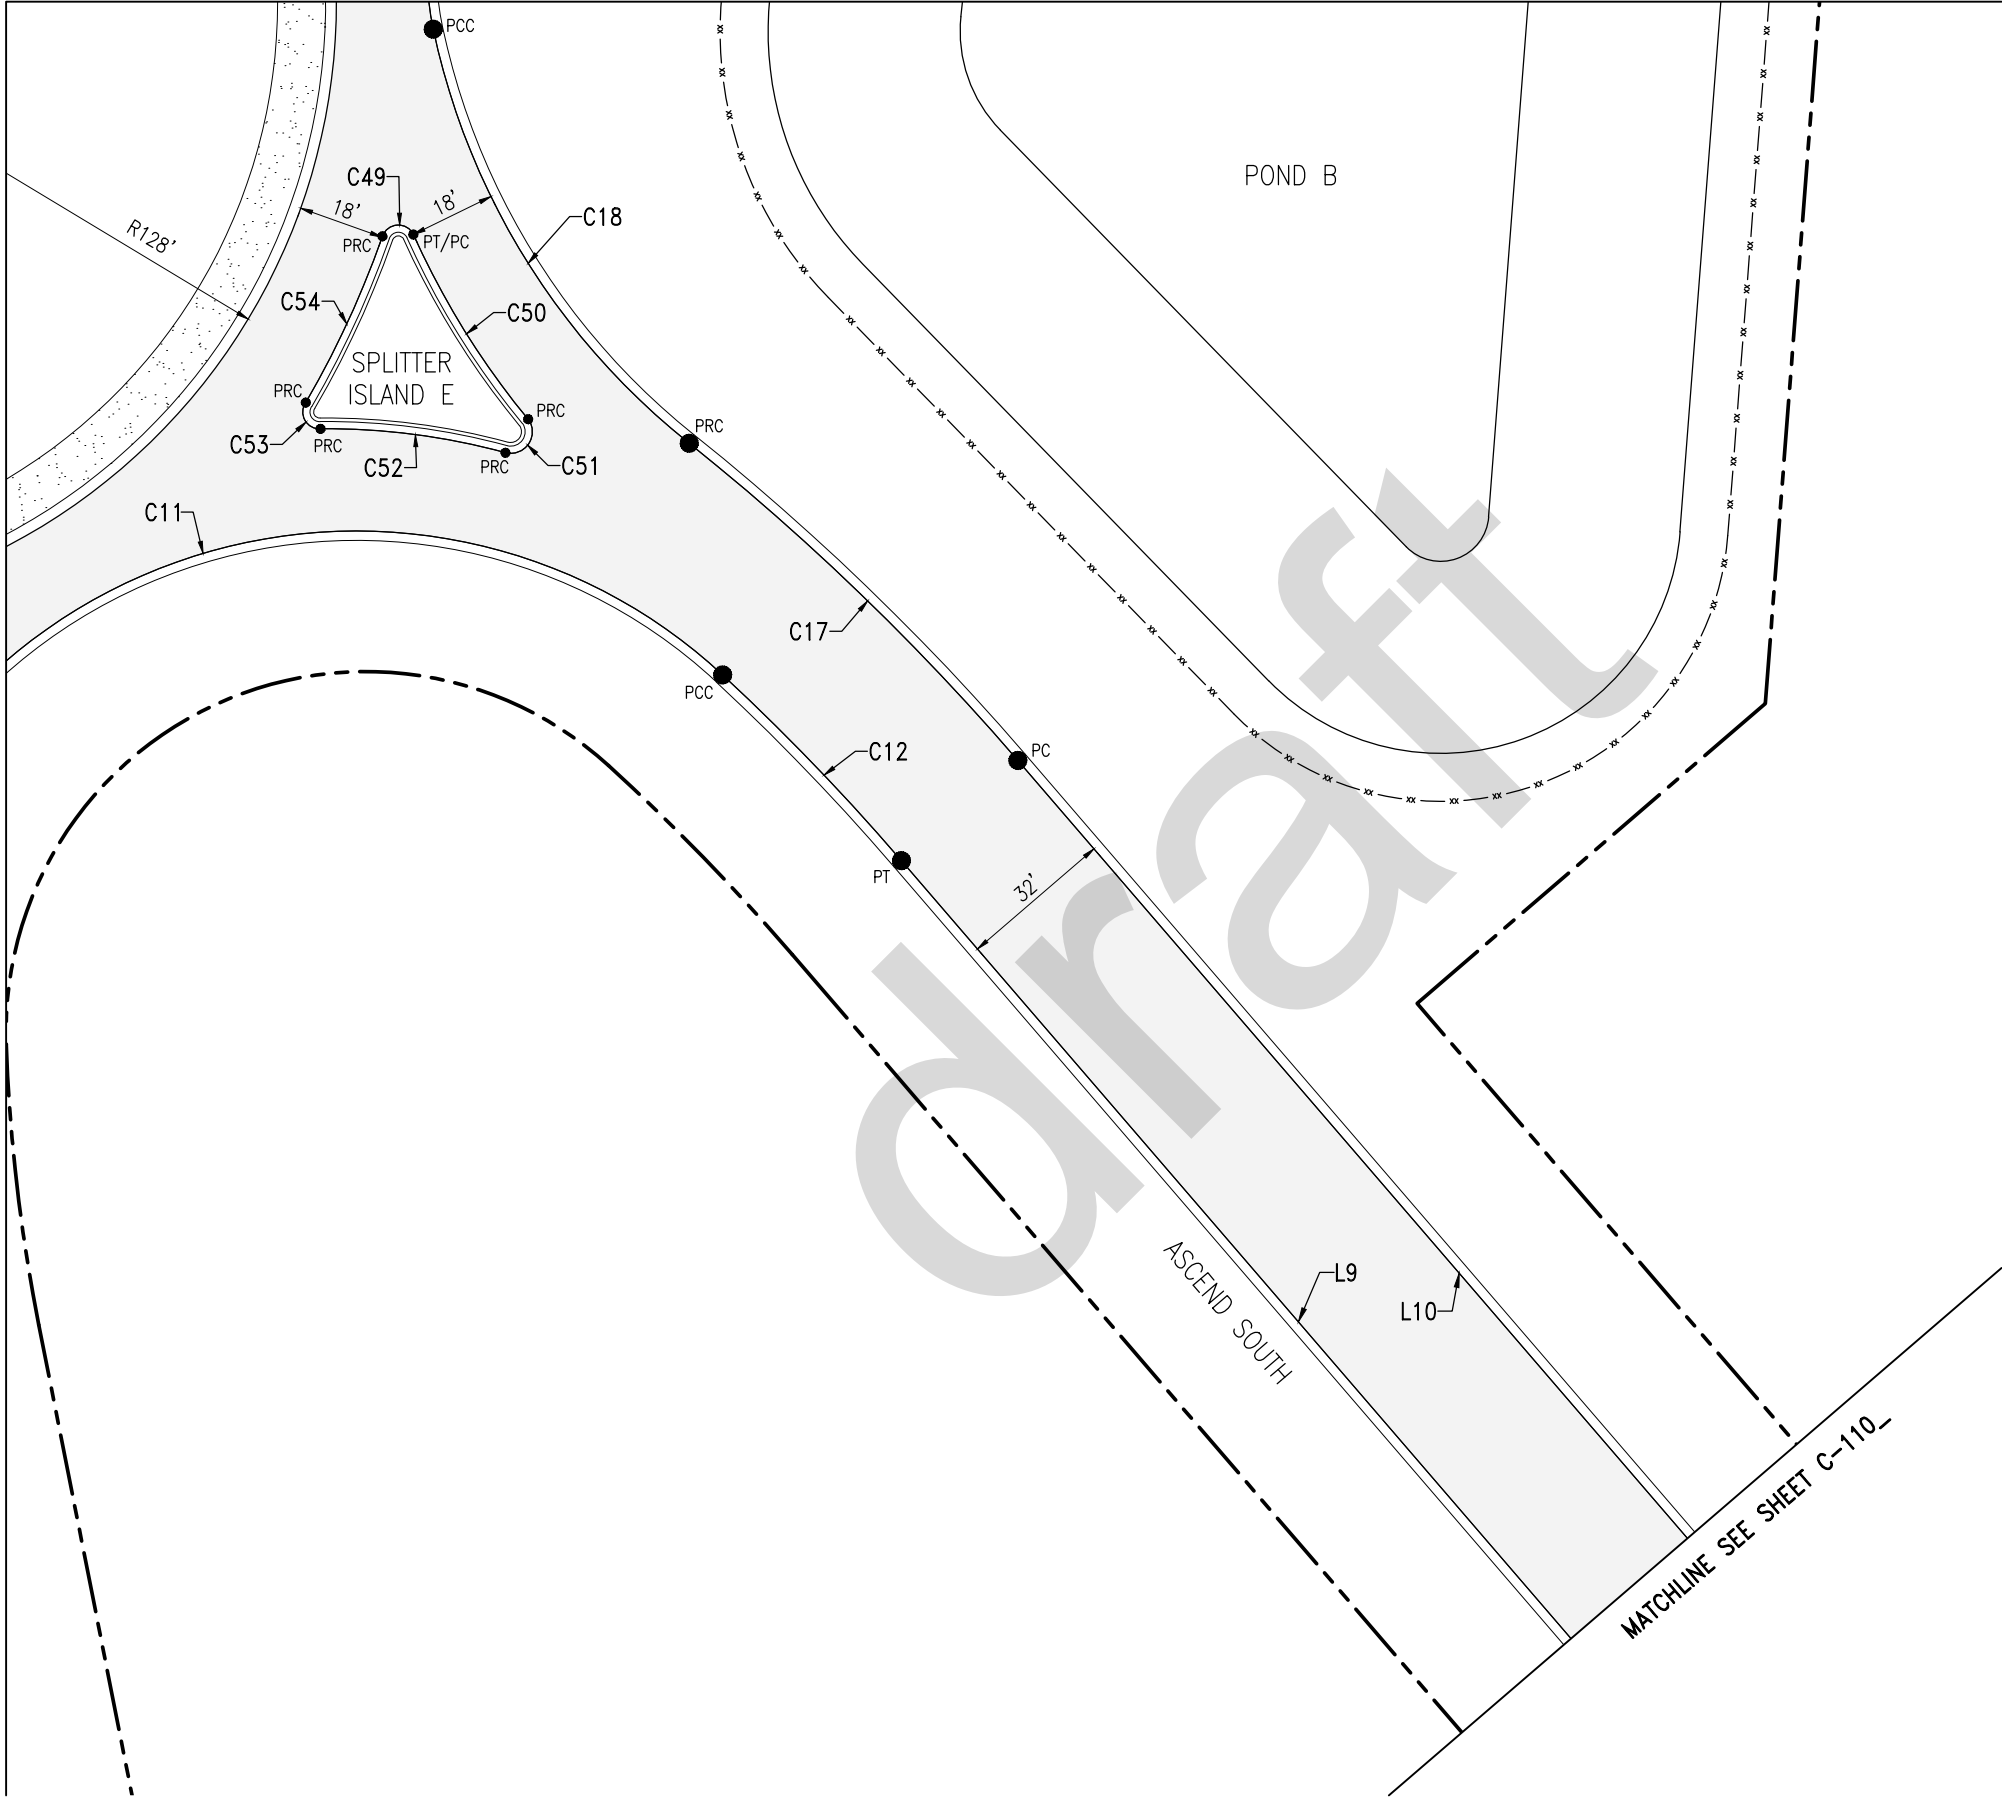 PCC
POND B
C49
18'
18'
C18
R128'
PRC
PT/PC
C54
C50
SPLITTER
ISLAND E
PRC
PRC
PRC
C53
PRC
C52
PRC
C51
C11
C17
PCC
PC
C12
PT
32'
draft
L9
L10
ASCEND SOUTH
MATCHLINE SEE SHEET C-110_